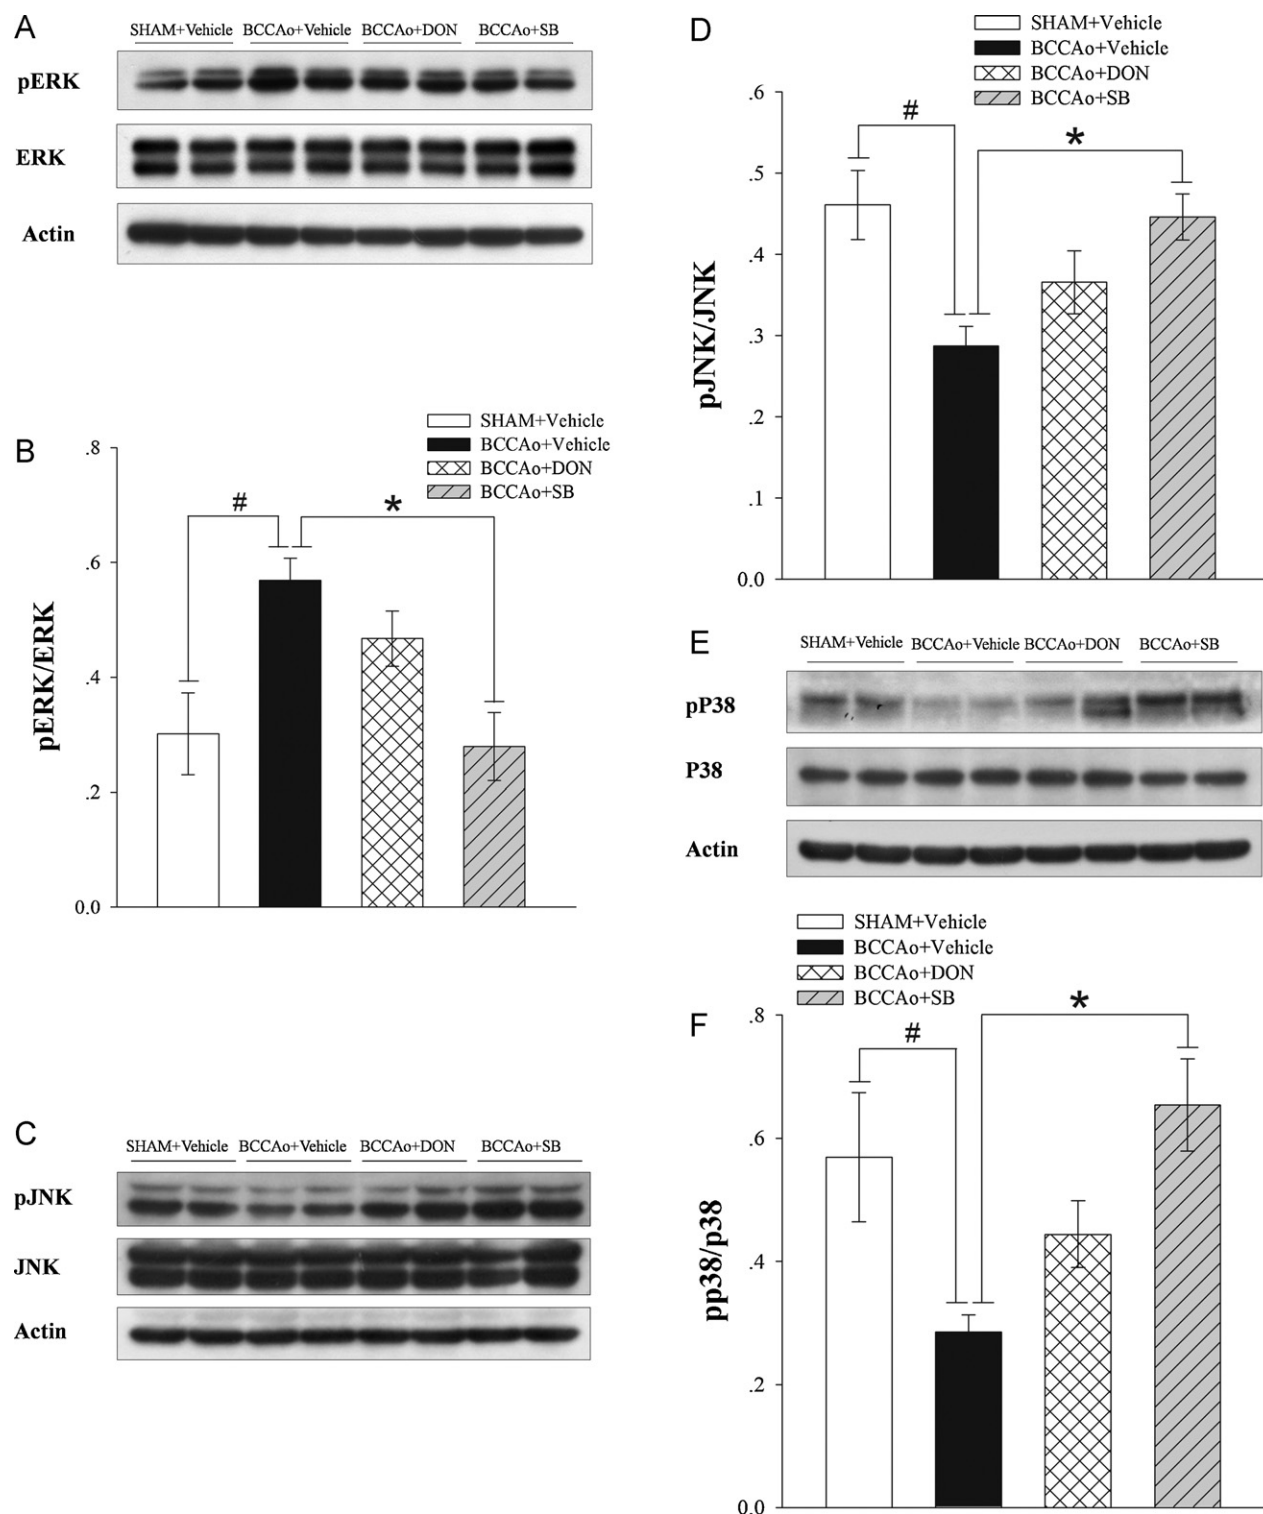 A
SHAM+Vehicle BCCAo+Vehicle BCCAo+DON BCCAo+SB
pERK
ERK
Actin
B
SHAM+Vehicle
BCCAo+Vehicle
BCCAo+DON
BCCAo+SB
.8
.6
.4
.2
0.0
pERK/ERK
# *
C
SHAM+Vehicle BCCAo+Vehicle BCCAo+DON BCCAo+SB
pJNK
JNK
Actin
D
SHAM+Vehicle
BCCAo+Vehicle
BCCAo+DON
BCCAo+SB
.6
.5
.4
.3
.2
.1
0.0
pJNK/JNK
# *
E
SHAM+Vehicle BCCAo+Vehicle BCCAo+DON BCCAo+SB
pP38
P38
Actin
SHAM+Vehicle
BCCAo+Vehicle
BCCAo+DON
BCCAo+SB
F
.8
.6
.4
.2
0.0
pp38/p38
# *